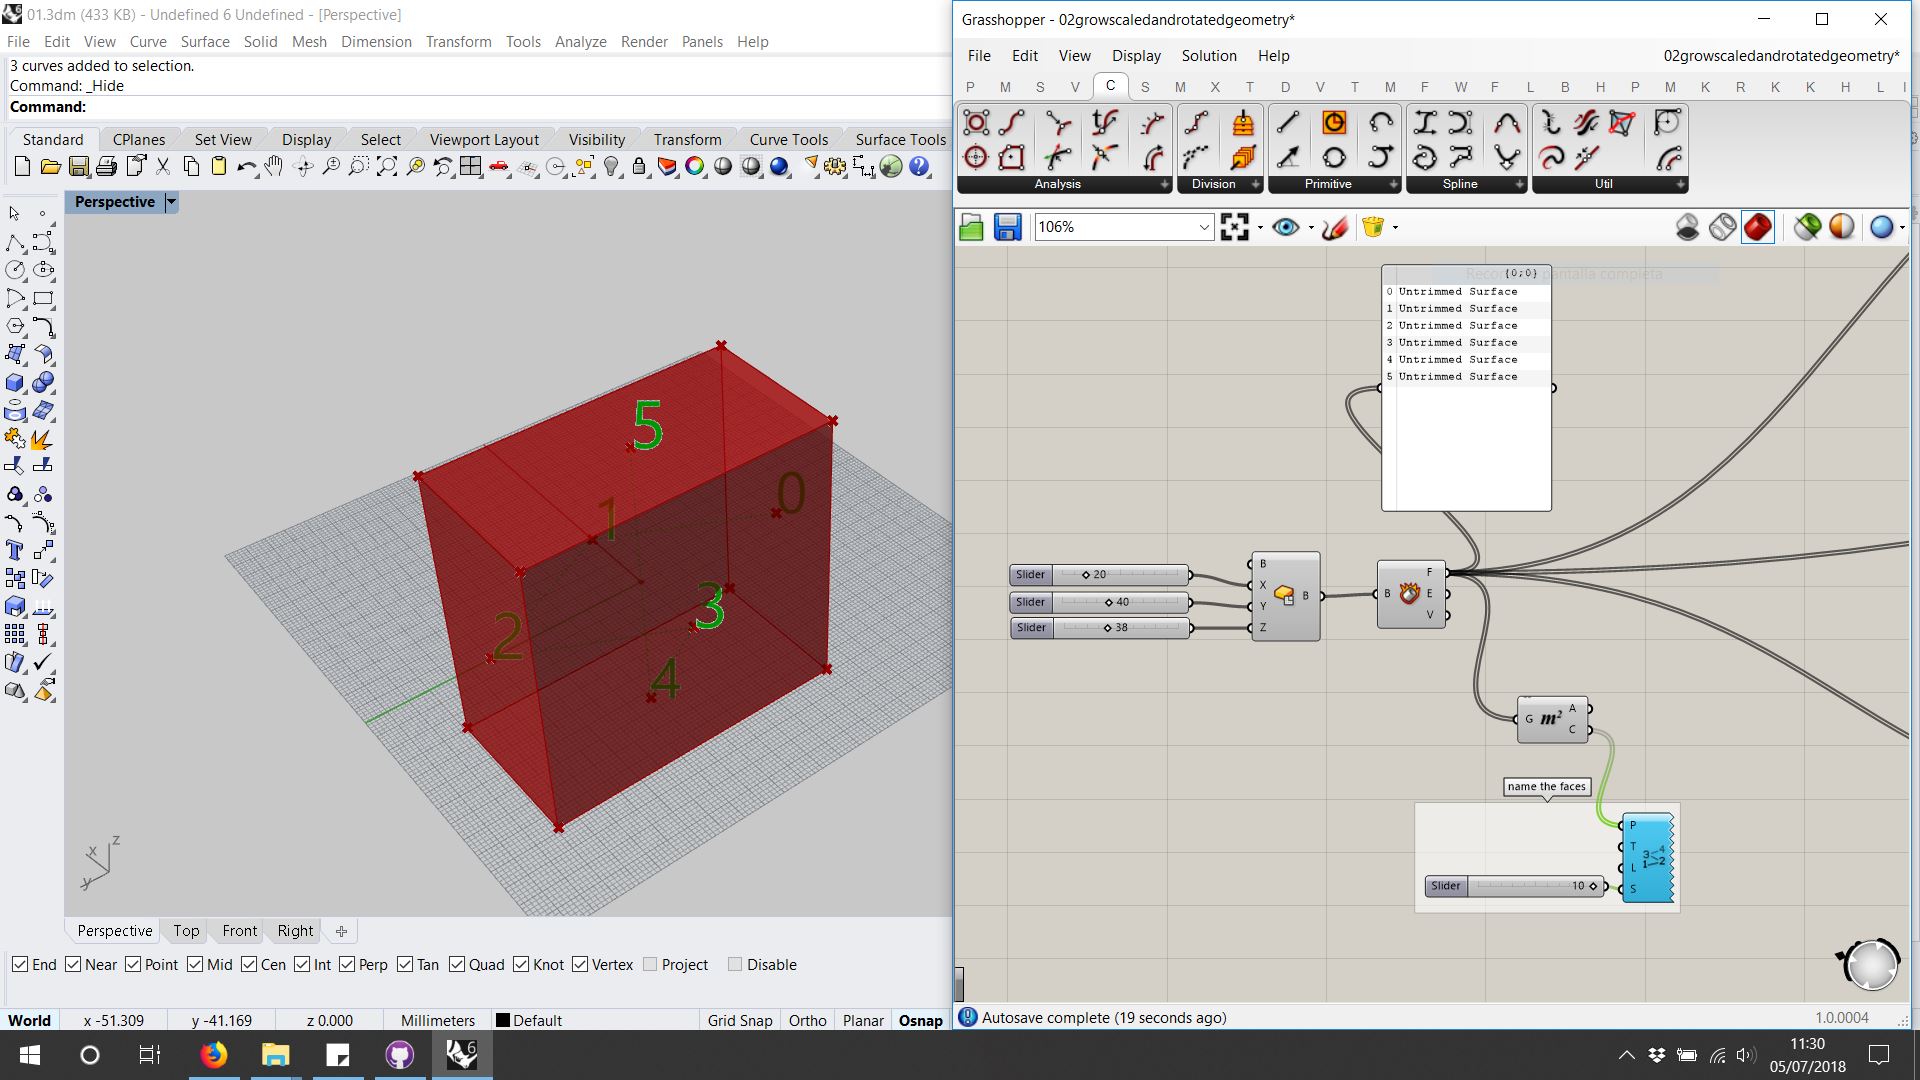 01.3dm (433 KB) - Undefined 6 Undefined - [Perspective]
File Edit View Curve Surface Solid Mesh Dimension Transform Tools Analyze Render Panels Help
3 curves added to selection.
Command: _Hide
Command:
Standard CPlanes Set View Display Select Viewport Layout Visibility Transform Curve Tools Surface Tools
Perspective
5
0
1
3
2
4
z
x
y
Perspective Top Front Right
End Near Point Mid Cen Int Perp Tan Quad Knot Vertex Project Disable
World x -51.309 y -41.169 z 0.000 Millimeters Default Grid Snap Ortho Planar Osnap
Grasshopper - 02growscaledandrotatedgeometry*
File Edit View Display Solution Help 02growscaledandrotatedgeometry*
P M S V C S M X T D V T M F W F L B H P M K R K K H L I
Analysis Division Primitive Spline Util
106%
{0;0}
0 Untrimmed Surface
1 Untrimmed Surface
2 Untrimmed Surface
3 Untrimmed Surface
4 Untrimmed Surface
5 Untrimmed Surface
Slider 20
Slider 40
Slider 38
B X Y Z B
B F E V
G m² A C
name the faces
P T L S
3 4
1 2
Slider 10
Autosave complete (19 seconds ago) 1.0.0004
6
11:30
05/07/2018